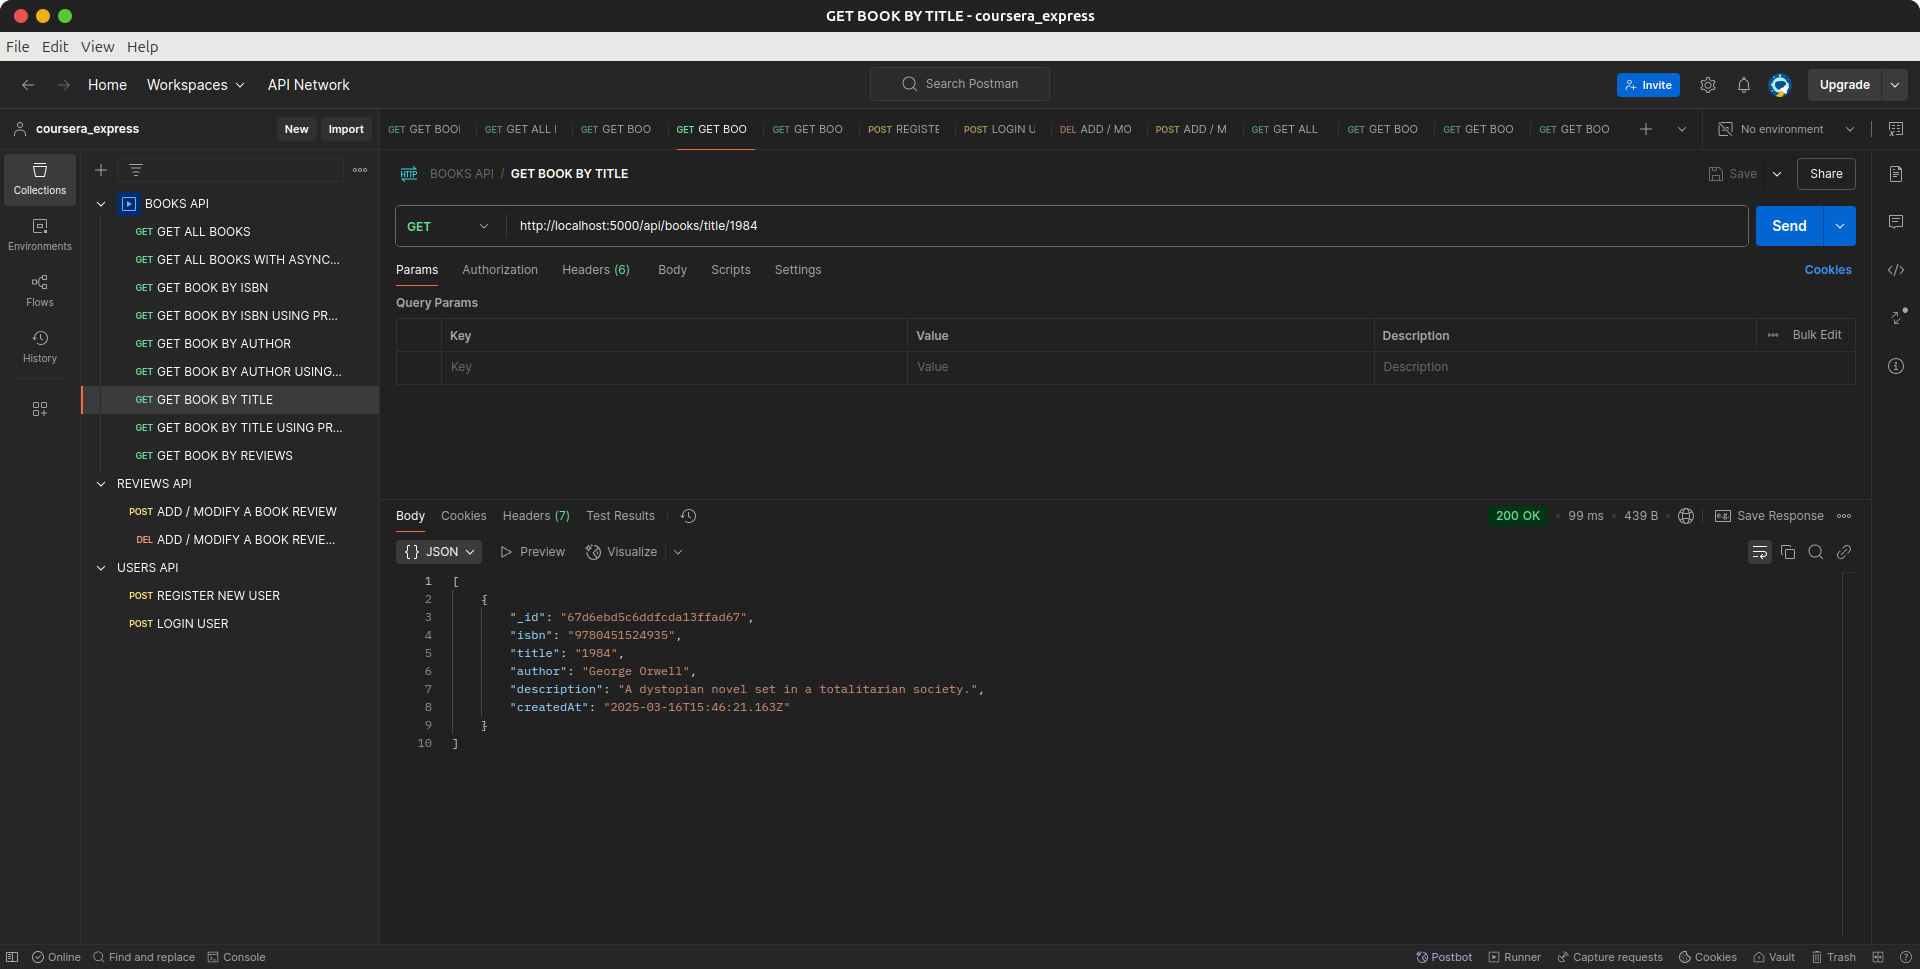 GET BOOK BY TITLE - coursera_express
File Edit View Help
Home Workspaces API Network Search Postman Invite Upgrade
coursera_express New Import
GET GET BOO GET GET ALL GET GET BOO GET GET BOO GET GET BOO POST REGISTE POST LOGIN U DEL ADD / MO POST ADD / M GET GET ALL GET GET BOO GET GET BOO GET GET BOO No environment
Collections
Environments
Flows
History
BOOKS API
GET GET ALL BOOKS
GET GET ALL BOOKS WITH ASYNC...
GET GET BOOK BY ISBN
GET GET BOOK BY ISBN USING PR...
GET GET BOOK BY AUTHOR
GET GET BOOK BY AUTHOR USING...
GET GET BOOK BY TITLE
GET GET BOOK BY TITLE USING PR...
GET GET BOOK BY REVIEWS
REVIEWS API
POST ADD / MODIFY A BOOK REVIEW
DEL ADD / MODIFY A BOOK REVIE...
USERS API
POST REGISTER NEW USER
POST LOGIN USER
HTTP BOOKS API / GET BOOK BY TITLE Save Share
GET http://localhost:5000/api/books/title/1984 Send
Params Authorization Headers (6) Body Scripts Settings Cookies
Query Params
Key Value Description Bulk Edit
Key Value Description
Body Cookies Headers (7) Test Results 200 OK • 99 ms • 439 B e.g. Save Response
{} JSON Preview Visualize
1 [
2 {
3 "_id": "67d6ebd5c6ddfcda13ffad67",
4 "isbn": "9780451524935",
5 "title": "1984",
6 "author": "George Orwell",
7 "description": "A dystopian novel set in a totalitarian society.",
8 "createdAt": "2025-03-16T15:46:21.163Z"
9 }
10 ]
Online Find and replace Console Postbot Runner Capture requests Cookies Vault Trash